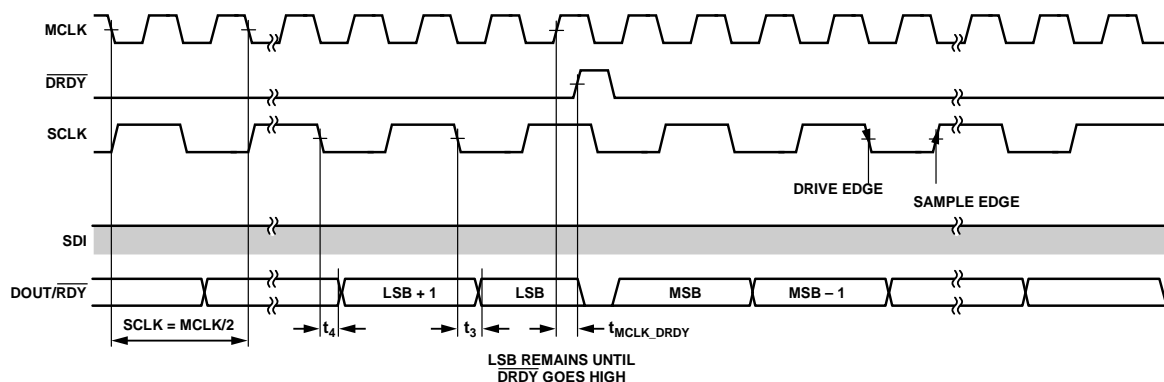 MCLK
DRDY
SCLK
DRIVE EDGE
SAMPLE EDGE
SDI
DOUT/RDY
LSB + 1
LSB
MSB
MSB – 1
SCLK = MCLK/2
t4
t3
tMCLK_DRDY
LSB REMAINS UNTIL
DRDY GOES HIGH